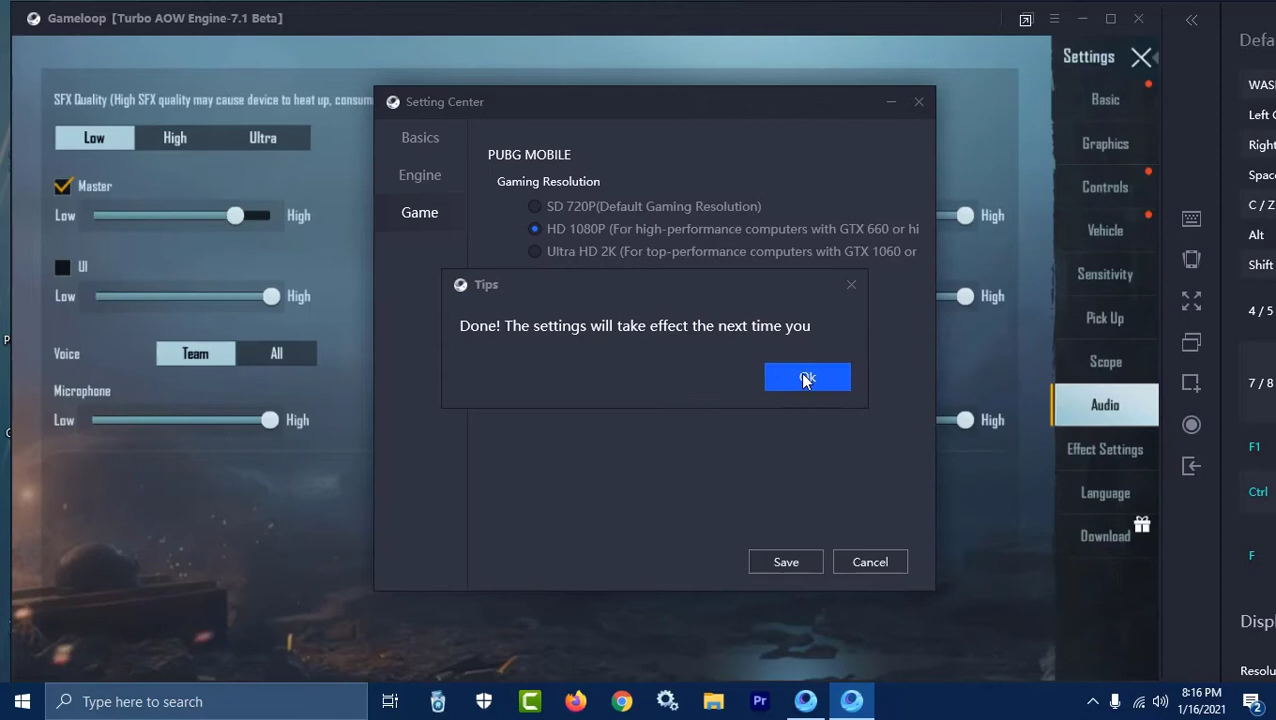 Gameloop【Turbo AOW Engine-7.1 Beta】
Defa
Settings
SFX Quality (High SFX quality may cause device to heat up, consum
Low High Ultra
Master
Low High
UI
Low High
Voice Team All
Microphone
Low High
Setting Center
Basics
Engine
Game
PUBG MOBILE
Gaming Resolution
SD 720P(Default Gaming Resolution)
HD 1080P (For high-performance computers with GTX 660 or hi
Ultra HD 2K (For top-performance computers with GTX 1060 or
Tips
Done! The settings will take effect the next time you
Ok
Save Cancel
High
High
High
Basic
Graphics
Controls
Vehicle
Sensitivity
Pick Up
Scope
Audio
Effect Settings
Language
Download
WAS
Left C
Right
Space
C / Z
Alt
Shift
4 / 5
7 / 8
F1
Ctrl
F
Displ
Resolu
Type here to search
Pr
8:16 PM
1/16/2021
2